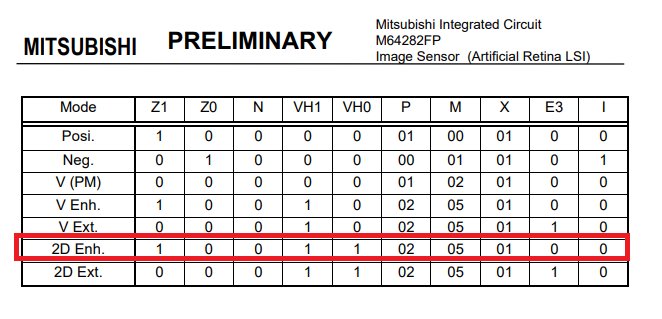 MITSUBISHI
PRELIMINARY
Mitsubishi Integrated Circuit
M64282FP
Image Sensor (Artificial Retina LSI)
Mode Z1 Z0 N VH1 VH0 P M X E3 I
Posi. 1 0 0 0 0 01 00 01 0 0
Neg. 0 1 0 0 0 00 01 01 0 1
V (PM) 0 0 0 0 0 01 02 01 0 0
V Enh. 1 0 0 1 0 02 05 01 0 0
V Ext. 0 0 0 1 0 02 05 01 1 0
2D Enh. 1 0 0 1 1 02 05 01 0 0
2D Ext. 0 0 0 1 1 02 05 01 1 0